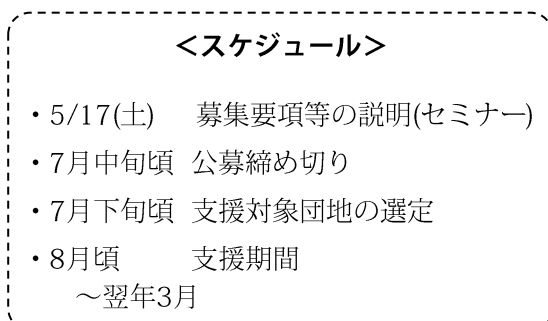 ＜スケジュール＞
・5/17(土)　募集要項等の説明(セミナー)
・7月中旬頃 公募締め切り
・7月下旬頃 支援対象団地の選定
・8月頃　　支援期間
～翌年3月